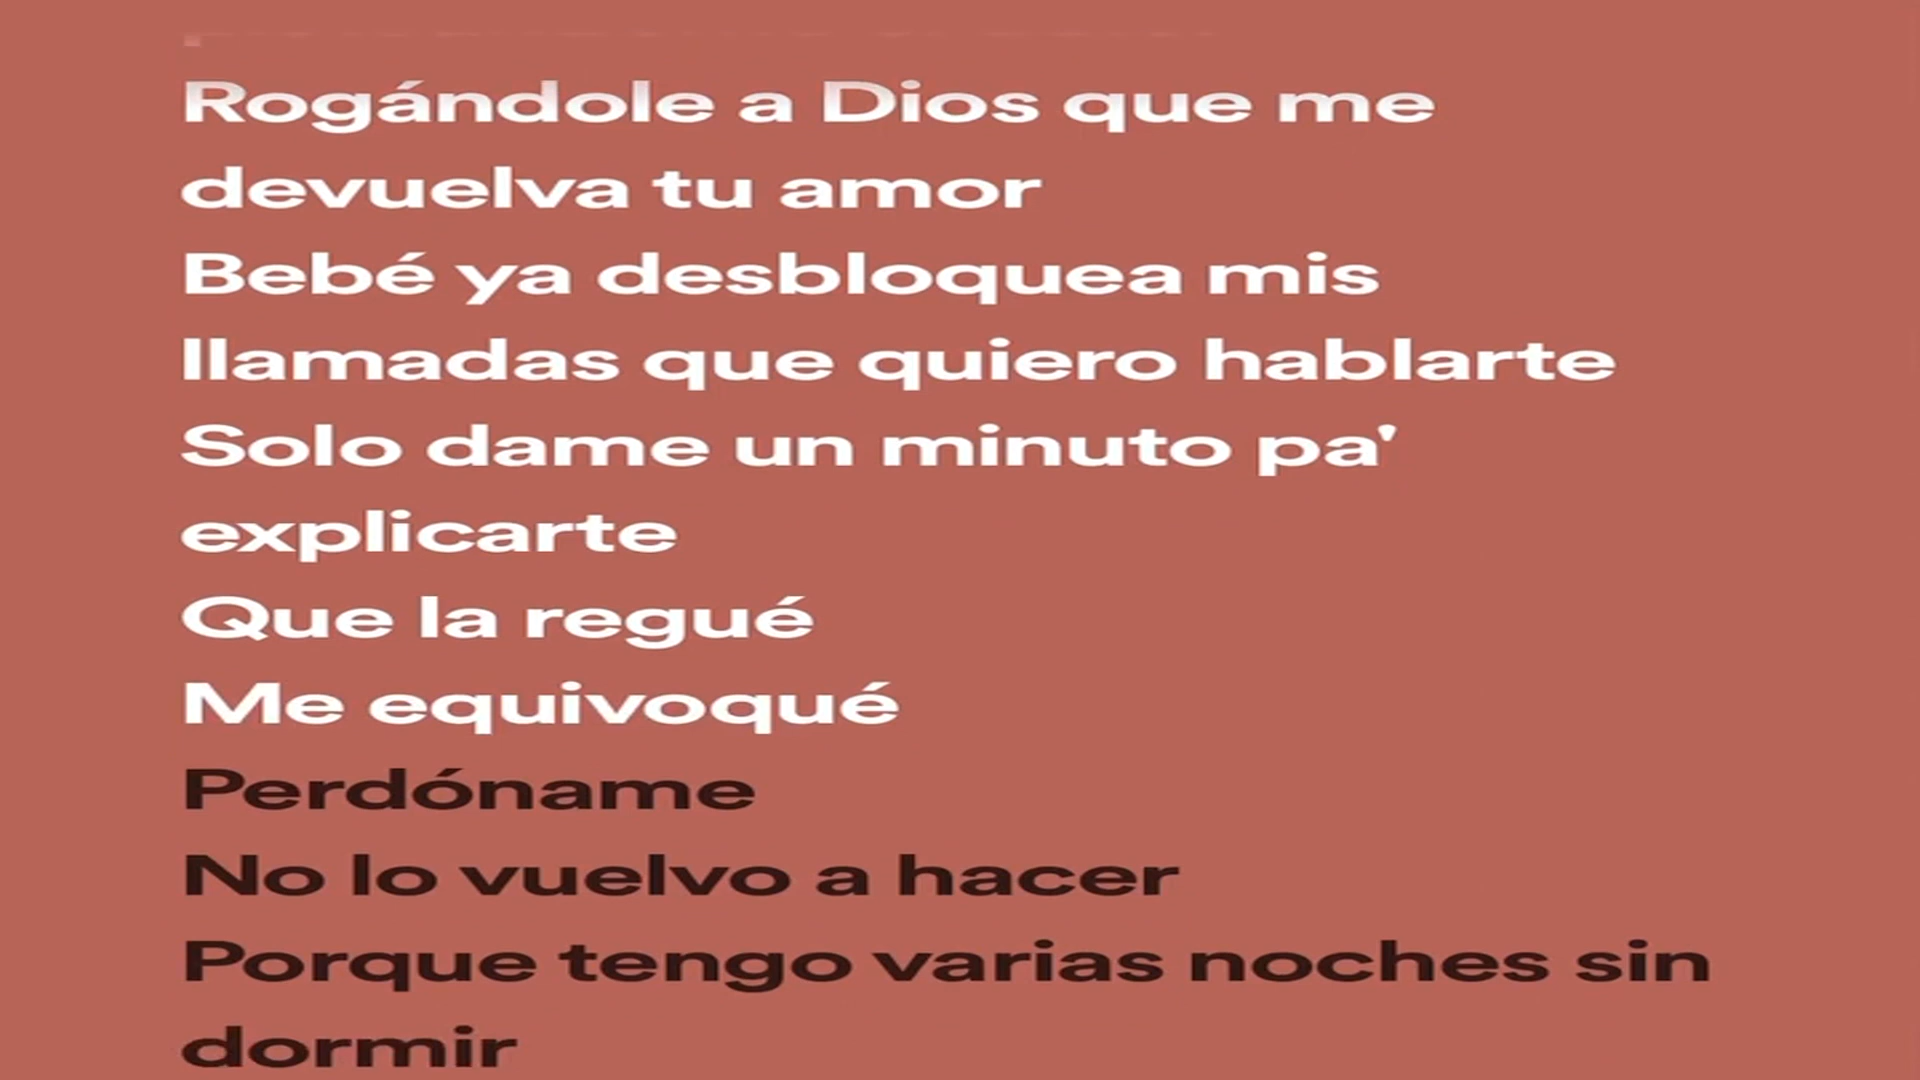 Rogándole a Dios que me
devuelva tu amor
Bebé ya desbloquea mis
llamadas que quiero hablarte
Solo dame un minuto pa'
explicarte
Que la regué
Me equivoqué
Perdóname
No lo vuelvo a hacer
Porque tengo varias noches sin
dormir